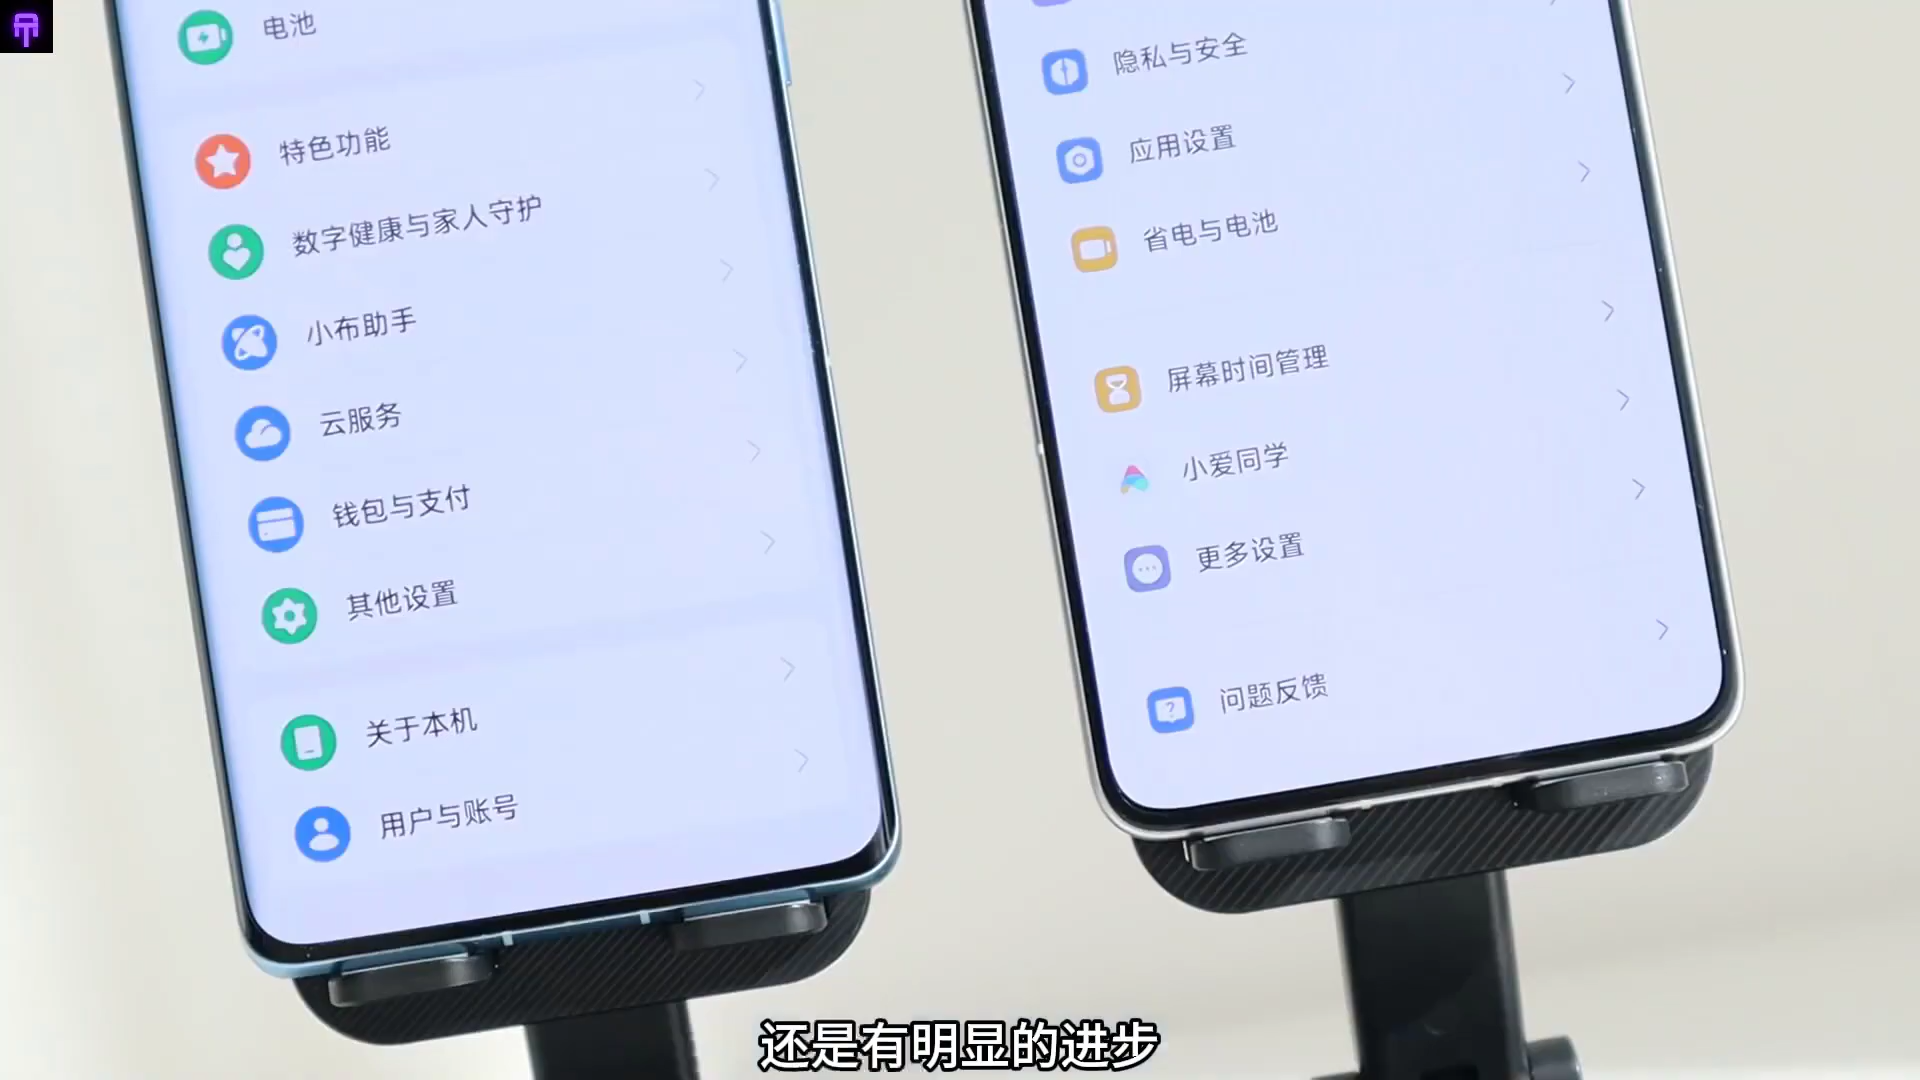 电池
特色功能
数字健康与家人守护
小布助手
云服务
钱包与支付
其他设置
关于本机
用户与账号
隐私与安全
应用设置
省电与电池
屏幕时间管理
小爱同学
更多设置
问题反馈
还是有明显的进步